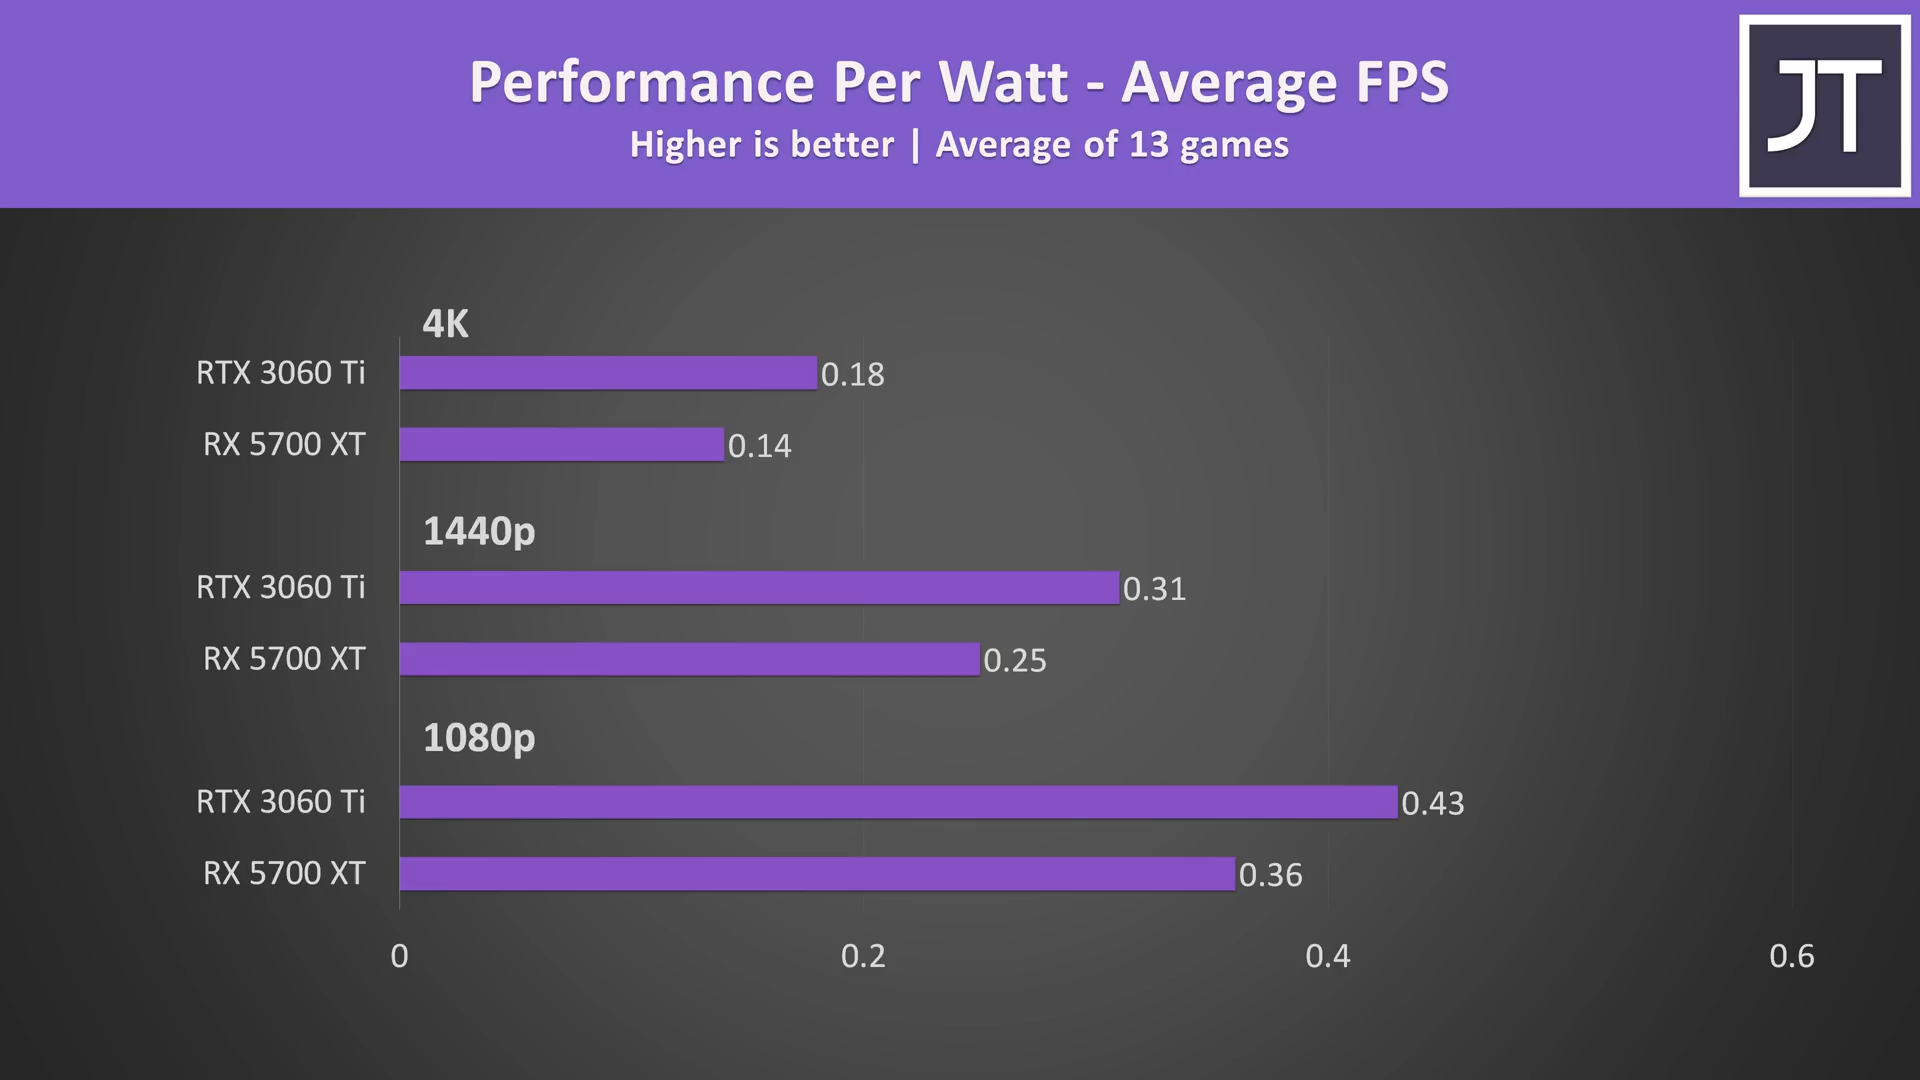 Performance Per Watt - Average FPS
Higher is better | Average of 13 games
JT
4K
RTX 3060 Ti 0.18
RX 5700 XT 0.14
1440p
RTX 3060 Ti 0.31
RX 5700 XT 0.25
1080p
RTX 3060 Ti 0.43
RX 5700 XT 0.36
0 0.2 0.4 0.6